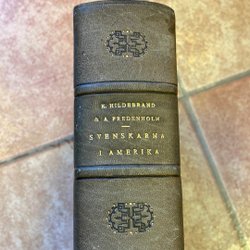 K. HILDEBRAND
O. A. FREDENHOLM
SVENSKARNA
I AMERIKA